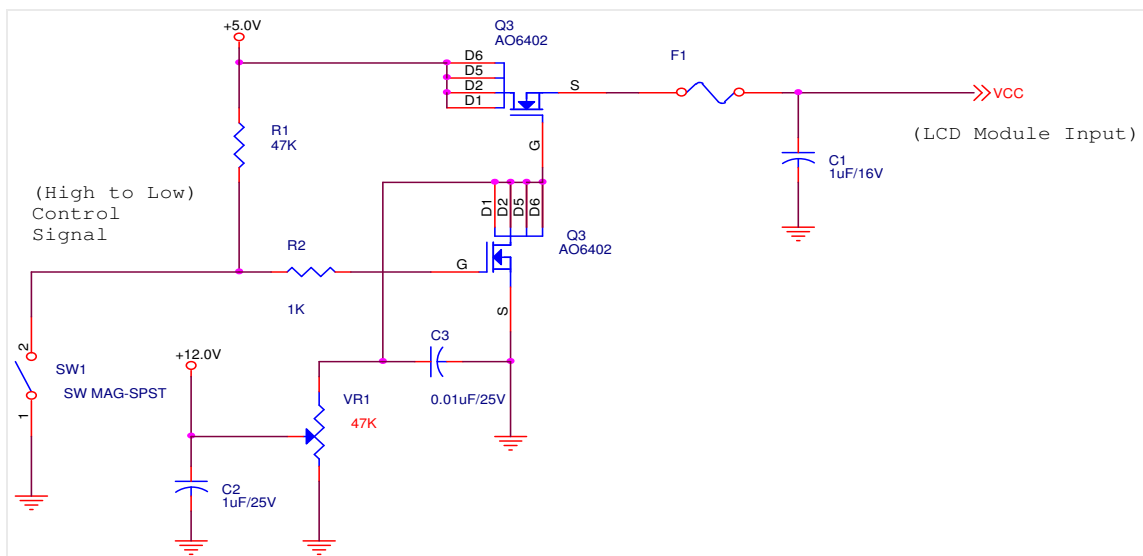 +5.0V
Q3
AO6402
F1
D6
D5
D2
D1
S
VCC
(LCD Module Input)
G
R1
47K
C1
1uF/16V
(High to Low)
Control
Signal
D1
D2
D5
D6
Q3
AO6402
R2
G
1K
S
2
SW1
SW MAG-SPST
1
+12.0V
C3
0.01uF/25V
VR1
47K
C2
1uF/25V